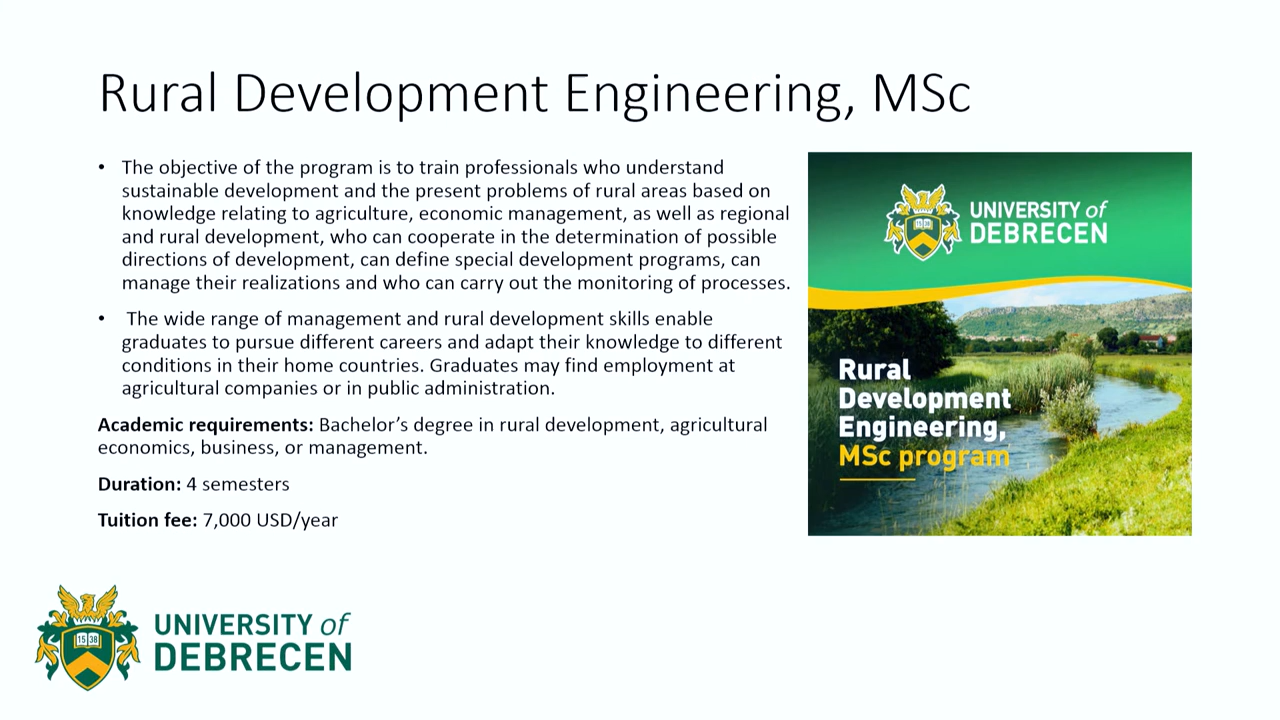 Rural Development Engineering, MSc
• The objective of the program is to train professionals who understand
sustainable development and the present problems of rural areas based on
knowledge relating to agriculture, economic management, as well as regional
and rural development, who can cooperate in the determination of possible
directions of development, can define special development programs, can
manage their realizations and who can carry out the monitoring of processes.
• The wide range of management and rural development skills enable
graduates to pursue different careers and adapt their knowledge to different
conditions in their home countries. Graduates may find employment at
agricultural companies or in public administration.
Academic requirements: Bachelor’s degree in rural development, agricultural
economics, business, or management.
Duration: 4 semesters
Tuition fee: 7,000 USD/year
15 38
UNIVERSITY of
DEBRECEN
Rural
Development
Engineering,
MSc program
15 38
UNIVERSITY of
DEBRECEN